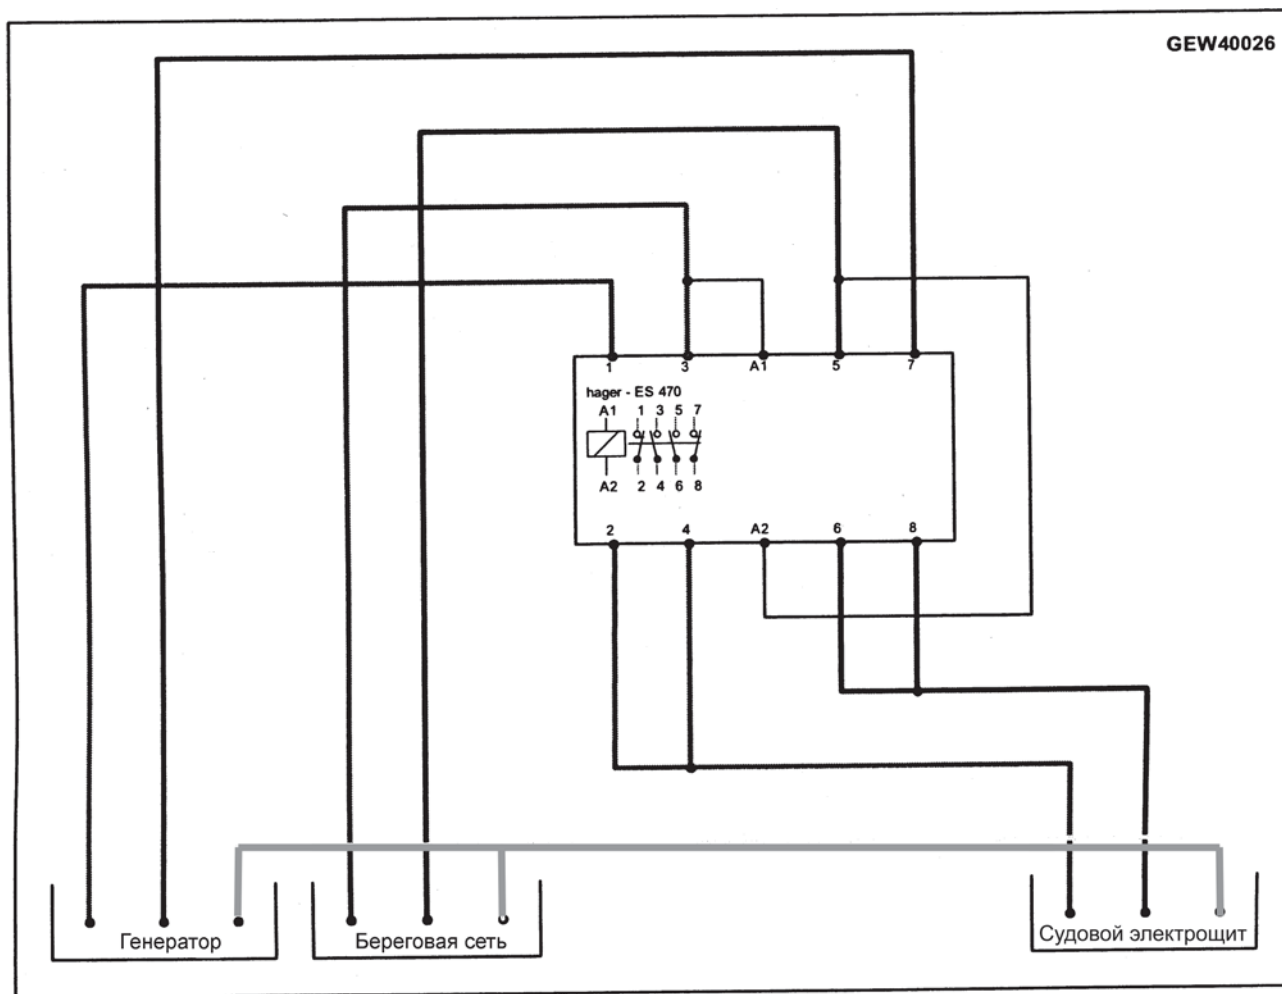 GEW40026
1 3 A1 5 7
hager - ES 470
A1 1 3 5 7
A2 2 4 6 8
2 4 A2 6 8
Генератор
Береговая сеть
Судовой электрощит